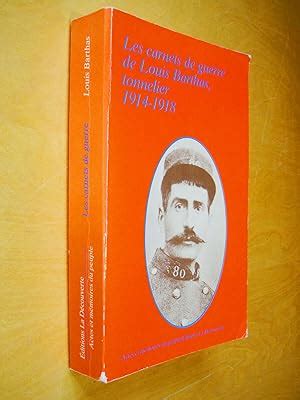 Les carnets de guerre
de Louis Barthas,
tonnelier
1914-1918
80
Louis Barthas
Les carnets de guerre
Éditions La Découverte
Actes et mémoires du peuple